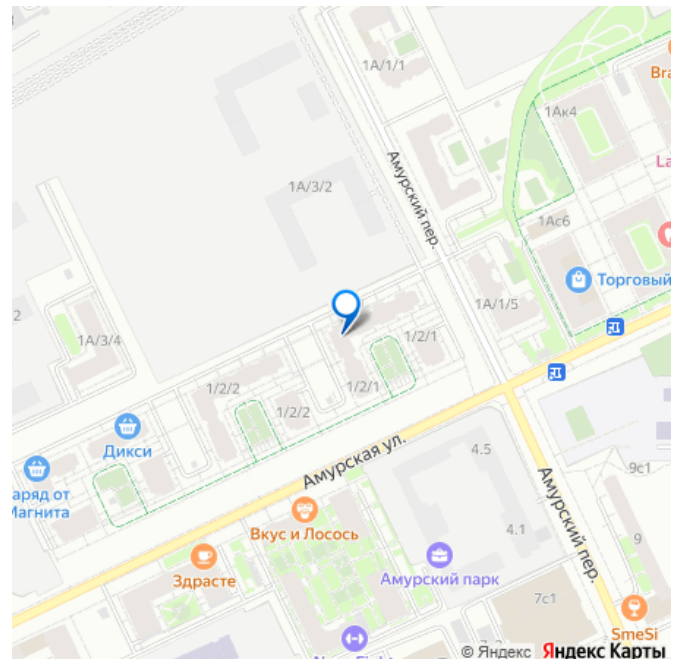 1А/1/1
Bra
1Ак4
La
Амурский пер.
1А/3/2
1Ас6
Торговый
1А/1/5
2
1А/3/4
1/2/1
1/2/2
1/2/1
1/2/2
Дикси
Амурская ул.
4.5
9с1
аряд от
Магнита
Вкус и Лосось
Амурский пер.
4.1
9
Здрасте
Амурский парк
7с1
SmeSi
© Яндекс Яндекс Карты